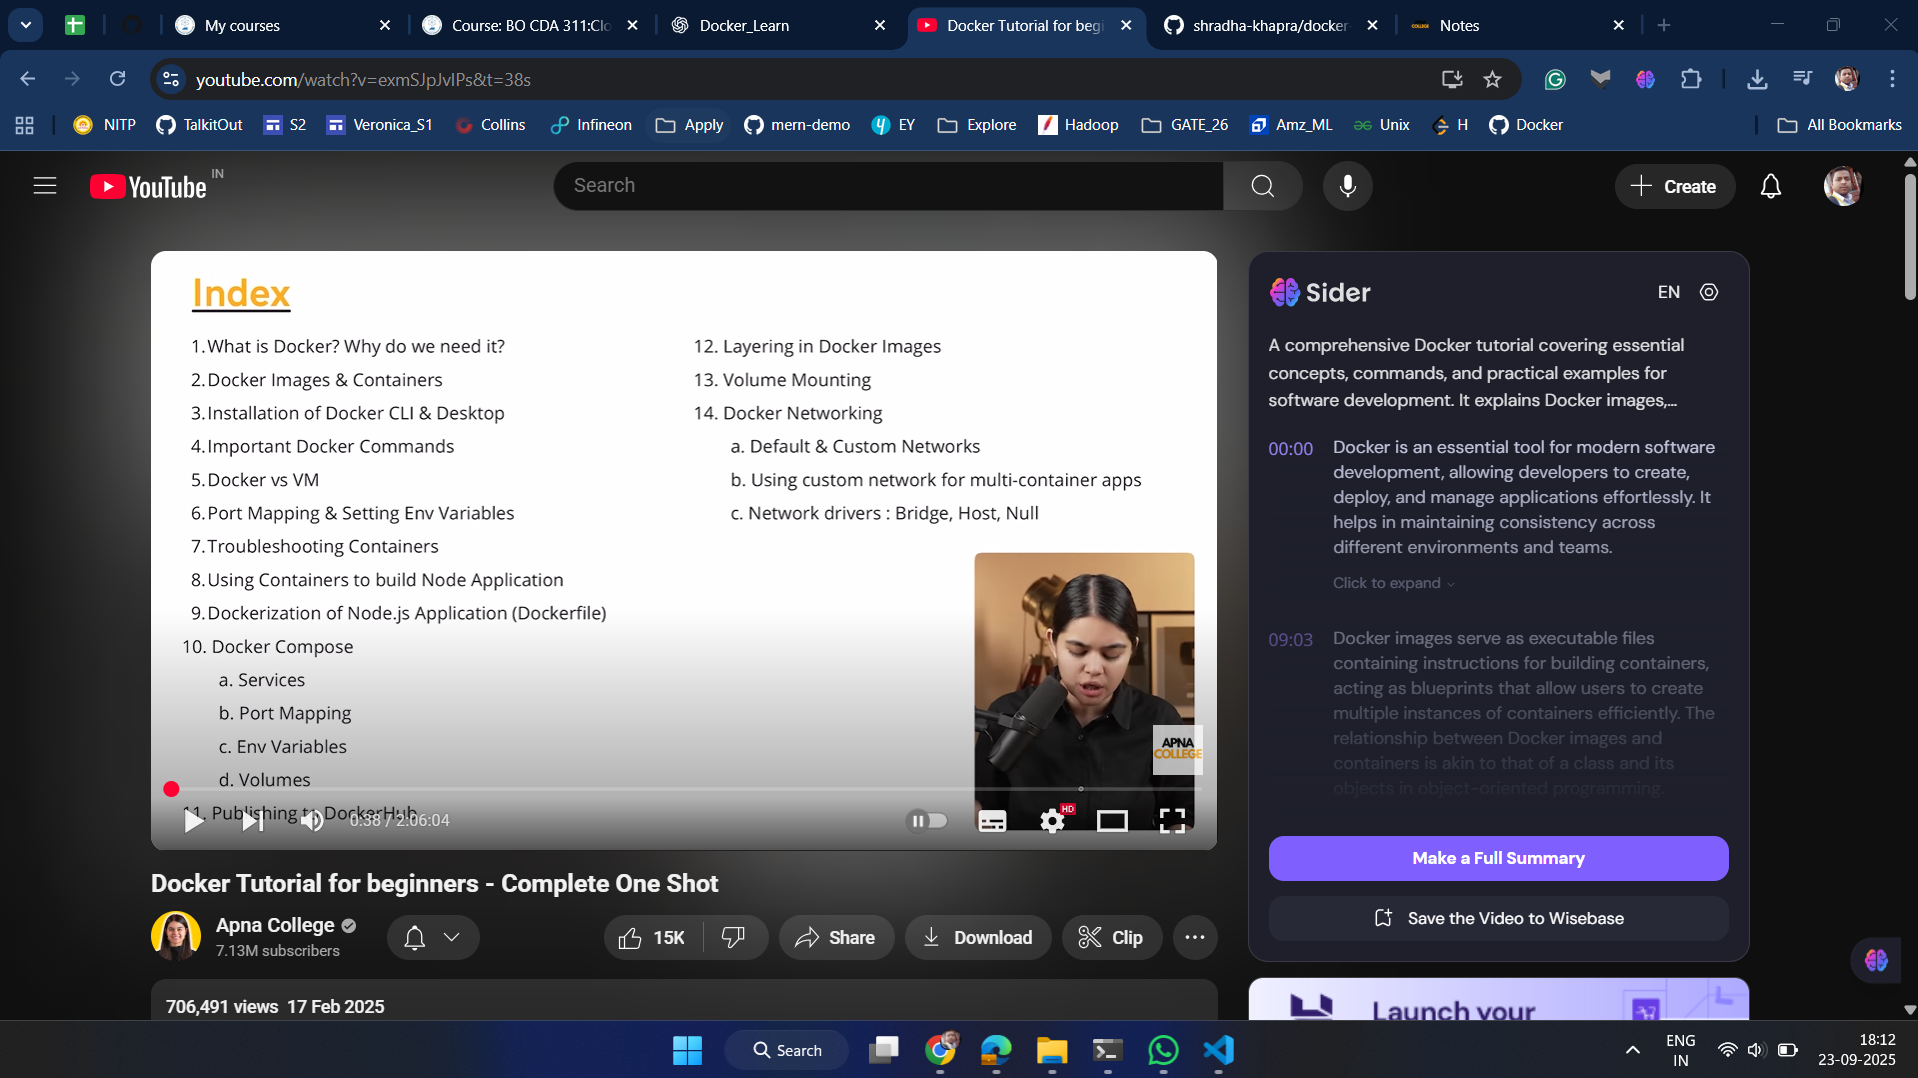 My courses
Course: BO CDA 311:Clo
Docker_Learn
Docker Tutorial for begi
shradha-khapra/docker-
COLLEGE
Notes
youtube.com/watch?v=exmSJpJvIPs&t=38s
NITP
TalkitOut
S2
Veronica_S1
Collins
Infineon
Apply
mern-demo
EY
Explore
Hadoop
GATE_26
Amz_ML
Unix
H
Docker
All Bookmarks
YouTube IN
Search
Create
Index
1.What is Docker? Why do we need it?
2.Docker Images & Containers
3.Installation of Docker CLI & Desktop
4.Important Docker Commands
5.Docker vs VM
6.Port Mapping & Setting Env Variables
7.Troubleshooting Containers
8.Using Containers to build Node Application
9.Dockerization of Node.js Application (Dockerfile)
10. Docker Compose
a. Services
b. Port Mapping
c. Env Variables
d. Volumes
11. Publishing to DockerHub
12. Layering in Docker Images
13. Volume Mounting
14. Docker Networking
a. Default & Custom Networks
b. Using custom network for multi-container apps
c. Network drivers : Bridge, Host, Null
APNA
COLLEGE
0:38 / 2:06:04
HD
Docker Tutorial for beginners - Complete One Shot
Apna College
7.13M subscribers
15K
Share
Download
Clip
706,491 views 17 Feb 2025
Sider
EN
A comprehensive Docker tutorial covering essential
concepts, commands, and practical examples for
software development. It explains Docker images,...
00:00
Docker is an essential tool for modern software
development, allowing developers to create,
deploy, and manage applications effortlessly. It
helps in maintaining consistency across
different environments and teams.
Click to expand
09:03
Docker images serve as executable files
containing instructions for building containers,
acting as blueprints that allow users to create
multiple instances of containers efficiently. The
relationship between Docker images and
containers is akin to that of a class and its
objects in object-oriented programming.
Make a Full Summary
Save the Video to Wisebase
Launch your
Search
ENG
IN
18:12
23-09-2025